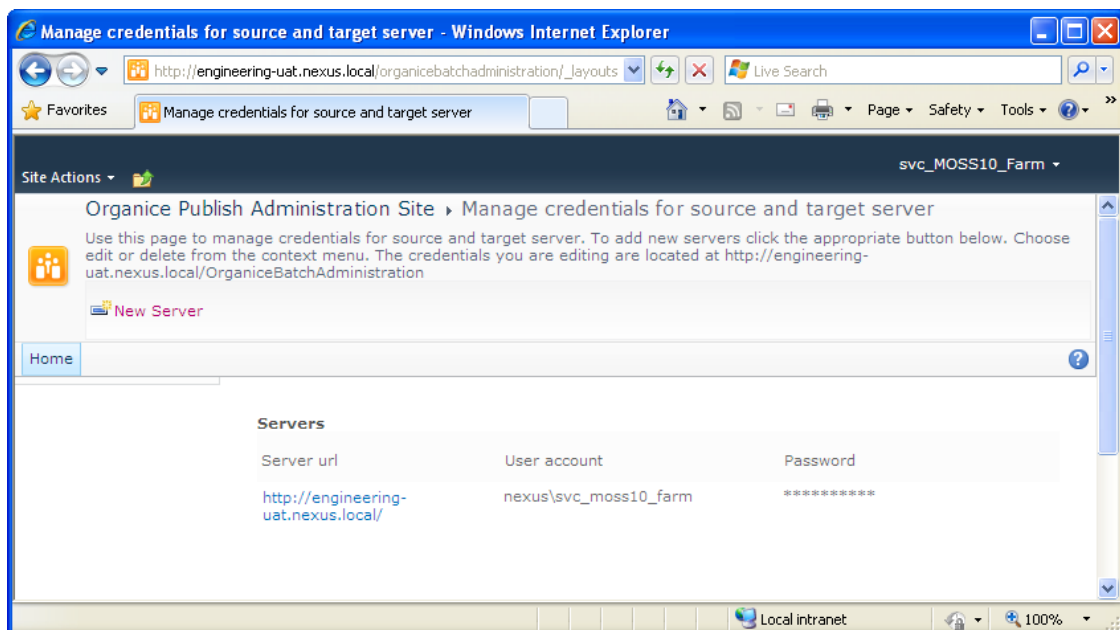 Manage credentials for source and target server - Windows Internet Explorer
http://engineering-uat.nexus.local/organicebatchadministration/_layouts
Live Search
Favorites
Manage credentials for source and target server
Page
Safety
Tools
»
svc_MOSS10_Farm
Site Actions
Organice Publish Administration Site ▸ Manage credentials for source and target server
Use this page to manage credentials for source and target server. To add new servers click the appropriate button below. Choose
edit or delete from the context menu. The credentials you are editing are located at http://engineering-
uat.nexus.local/OrganiceBatchAdministration
New Server
Home
Servers
Server url User account Password
http://engineering- nexus\svc_moss10_farm **********
uat.nexus.local/
Local intranet
100%